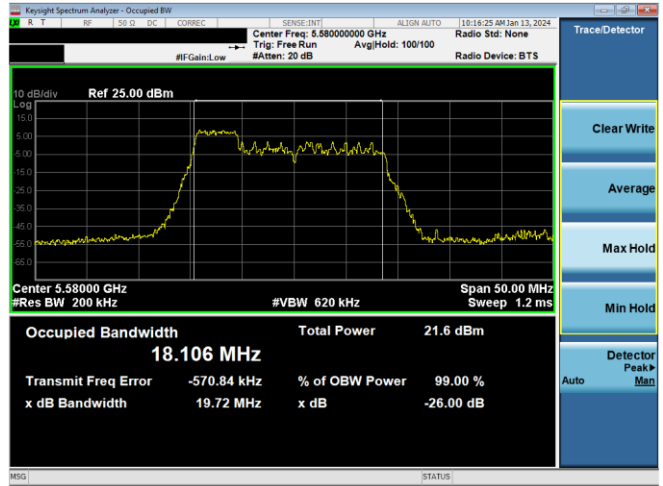 Keysight Spectrum Analyzer - Occupied BW
R T RF 50 Ω DC CORREC SENSE:INT ALIGN AUTO 10:16:25 AM Jan 13, 2024
Center Freq: 5.580000000 GHz Radio Std: None
Trig: Free Run Avg|Hold: 100/100
#IFGain:Low #Atten: 20 dB Radio Device: BTS
Trace/Detector
10 dB/div Ref 25.00 dBm
Log
15.0
5.00
-5.00
-15.0
-25.0
-35.0
-45.0
-55.0
-65.0
Center 5.58000 GHz Span 50.00 MHz
#Res BW 200 kHz #VBW 620 kHz Sweep 1.2 ms
Occupied Bandwidth Total Power 21.6 dBm
18.106 MHz
Transmit Freq Error -570.84 kHz % of OBW Power 99.00 %
x dB Bandwidth 19.72 MHz x dB -26.00 dB
Clear Write
Average
Max Hold
Min Hold
Detector
Peak▶
Auto Man
MSG STATUS